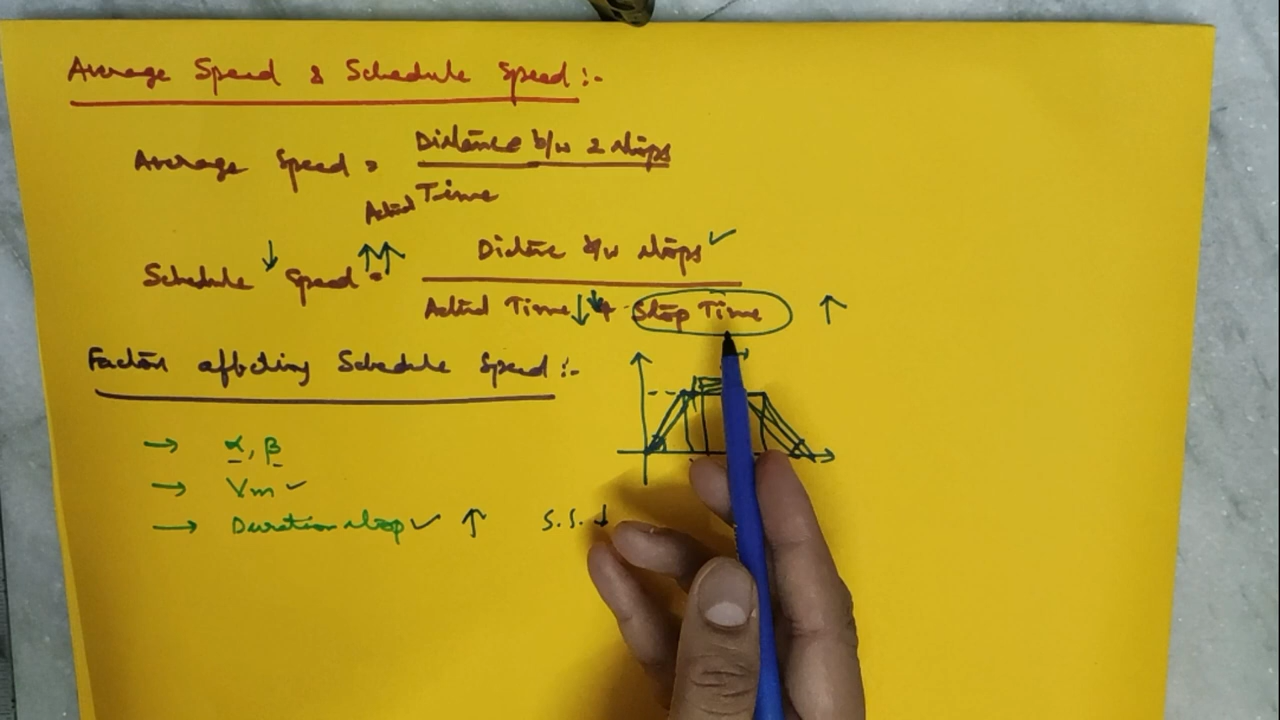 Average Speed & Schedule Speed :-
Average Speed = Distance b/w 2 stops
Actual Time
Schedule ↓ Speed ↑↑ = Distance b/w stops ✓
Actual Time ↓ + Stop Time ↑
Factors affecting Schedule Speed :-
→ α, β
→ Vm ✓
→ Duration stop ✓ ↑ S.S. ↓